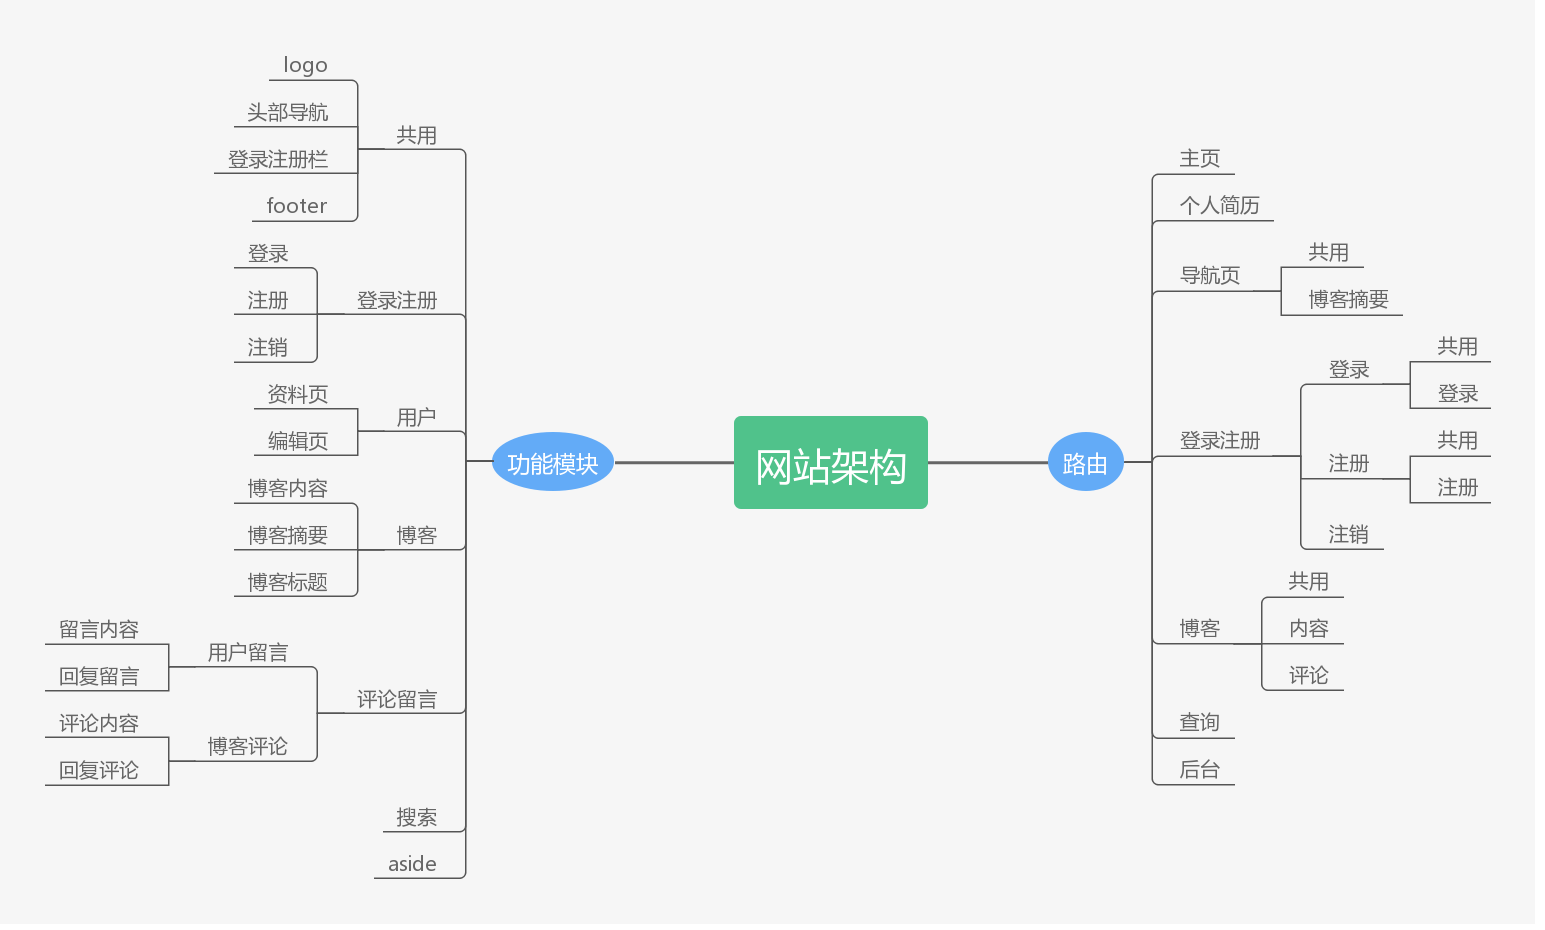 网站架构
功能模块
共用
logo
头部导航
登录注册栏
footer
登录注册
登录
注册
注销
用户
资料页
编辑页
博客
博客内容
博客摘要
博客标题
评论留言
用户留言
留言内容
回复留言
博客评论
评论内容
回复评论
搜索
aside
路由
主页
个人简历
导航页
共用
博客摘要
登录注册
登录
共用
登录
注册
共用
注册
注销
博客
共用
内容
评论
查询
后台